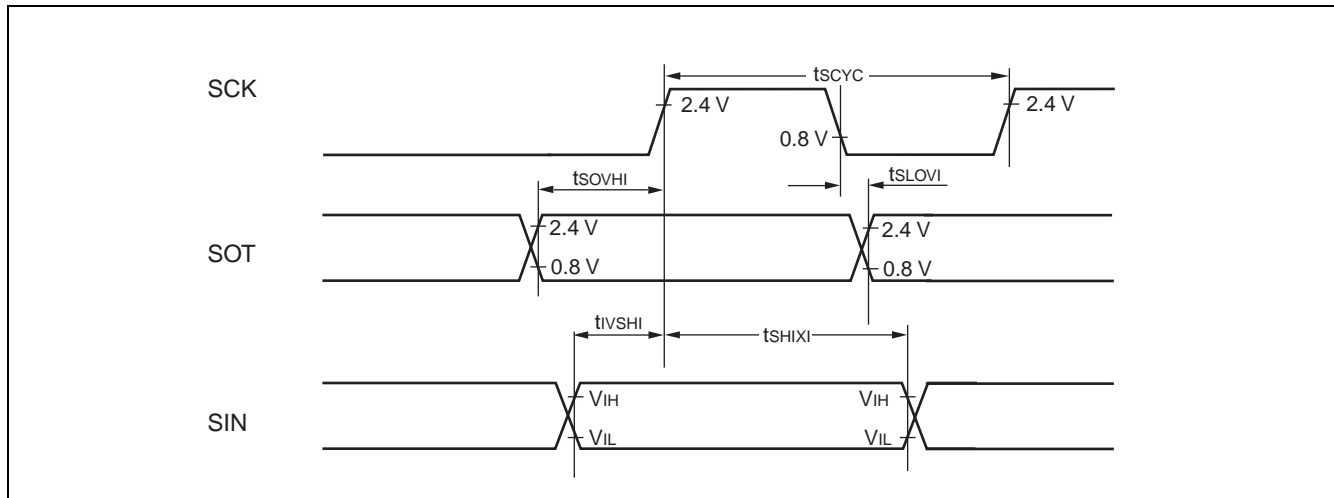 tSCYC
SCK
2.4 V
2.4 V
0.8 V
tSOVHI
tSLOVI
2.4 V
2.4 V
SOT
0.8 V
0.8 V
tIVSHI
tSHIXI
VIH
VIH
SIN
VIL
VIL